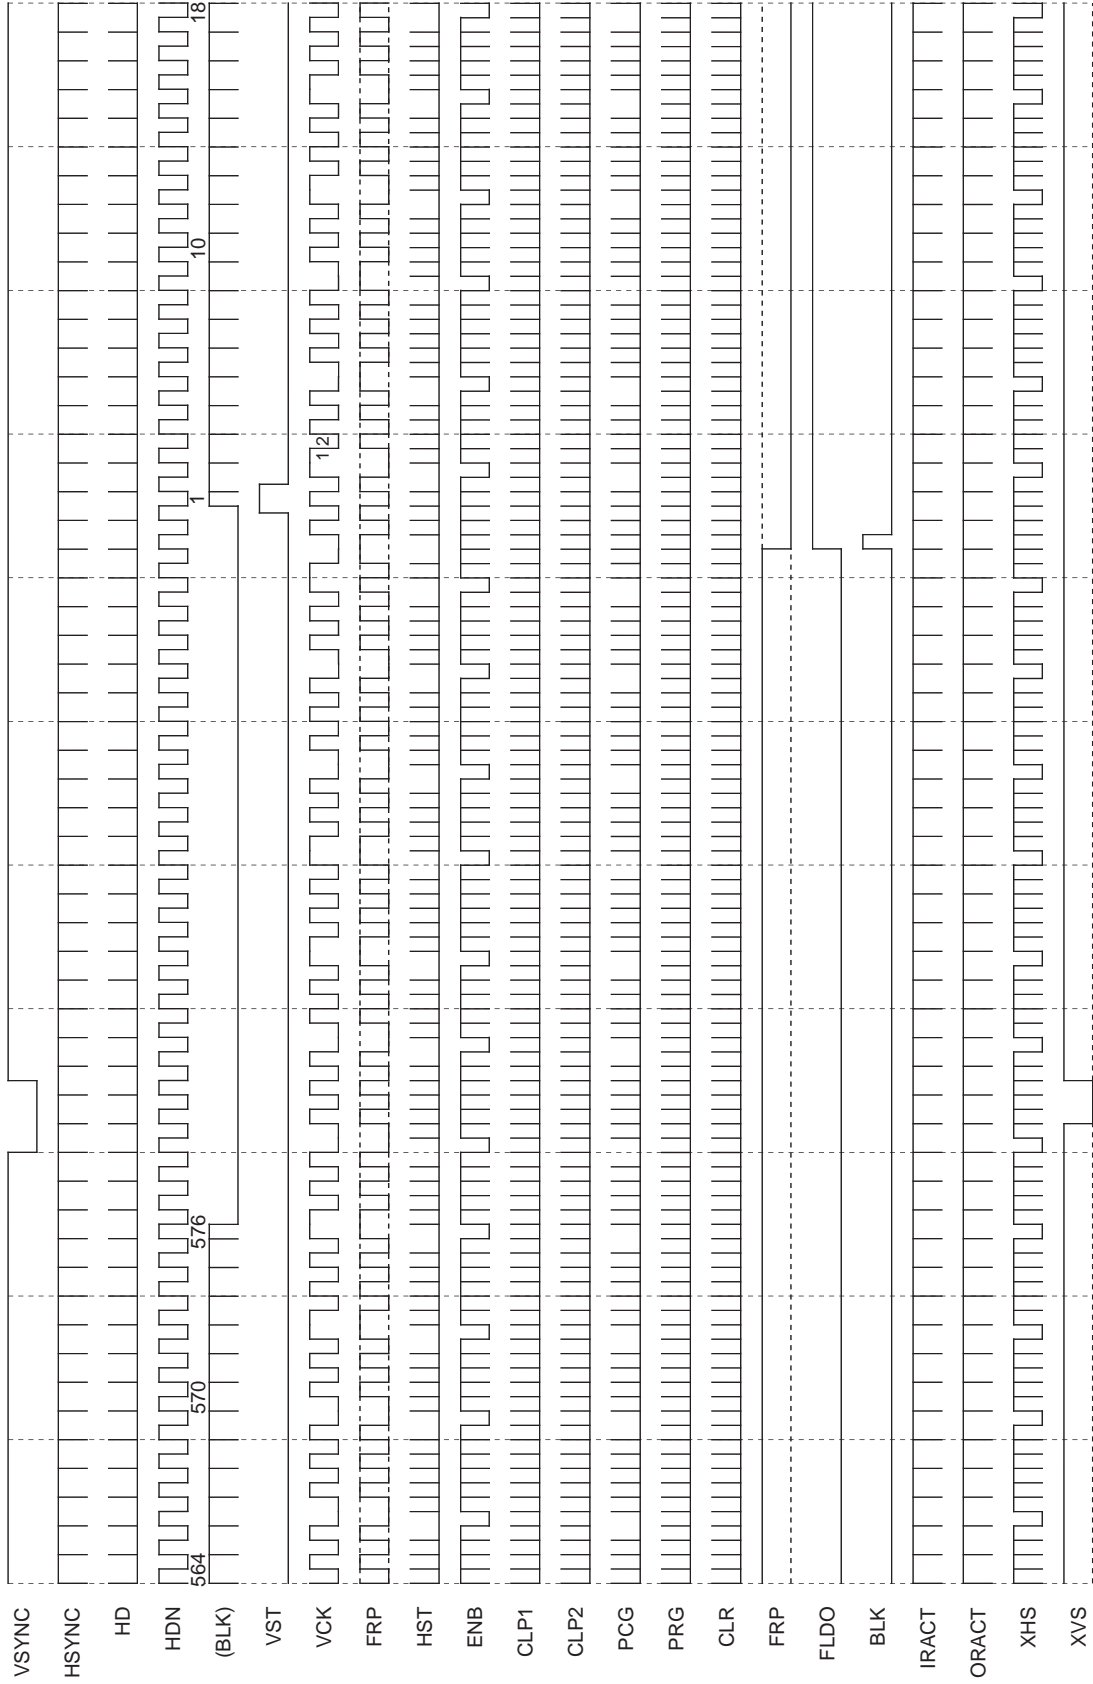 VSYNC
HSYNC
HD
HDN
564
570
576
1
10
18
(BLK)
VST
VCK
1 2
FRP
HST
ENB
CLP1
CLP2
PCG
PRG
CLR
FRP
FLDO
BLK
IRACT
ORACT
XHS
XVS